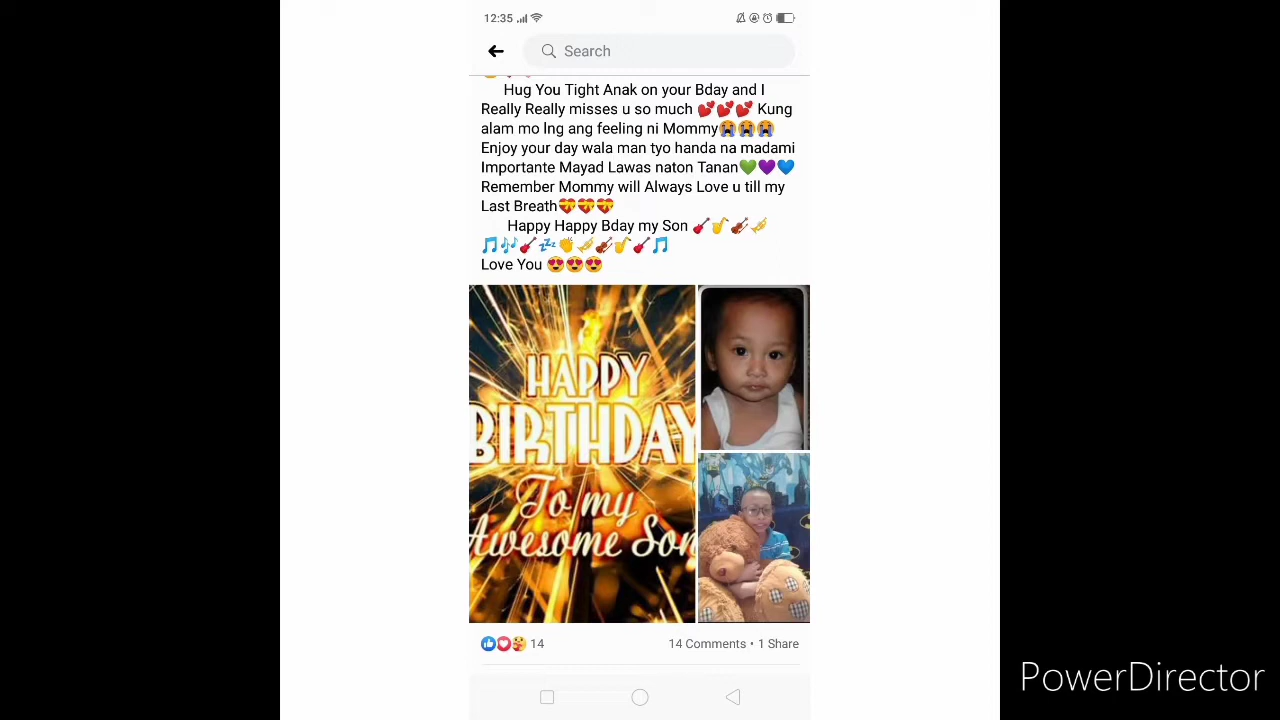 12:35
Search
Hug You Tight Anak on your Bday and I
Really Really misses u so much 💕💕💕 Kung
alam mo lng ang feeling ni Mommy😭😭😭
Enjoy your day wala man tyo handa na madami
Importante Mayad Lawas naton Tanan💚💜💙
Remember Mommy will Always Love u till my
Last Breath💝💝💝
Happy Happy Bday my Son 🎸🎷🎻🎺
🎵🎶🎸💤👏🎺🎻🎷🎸🎵
Love You 😍😍😍
HAPPY
BIRTHDAY
To my
Awesome Son
14
14 Comments • 1 Share
PowerDirector